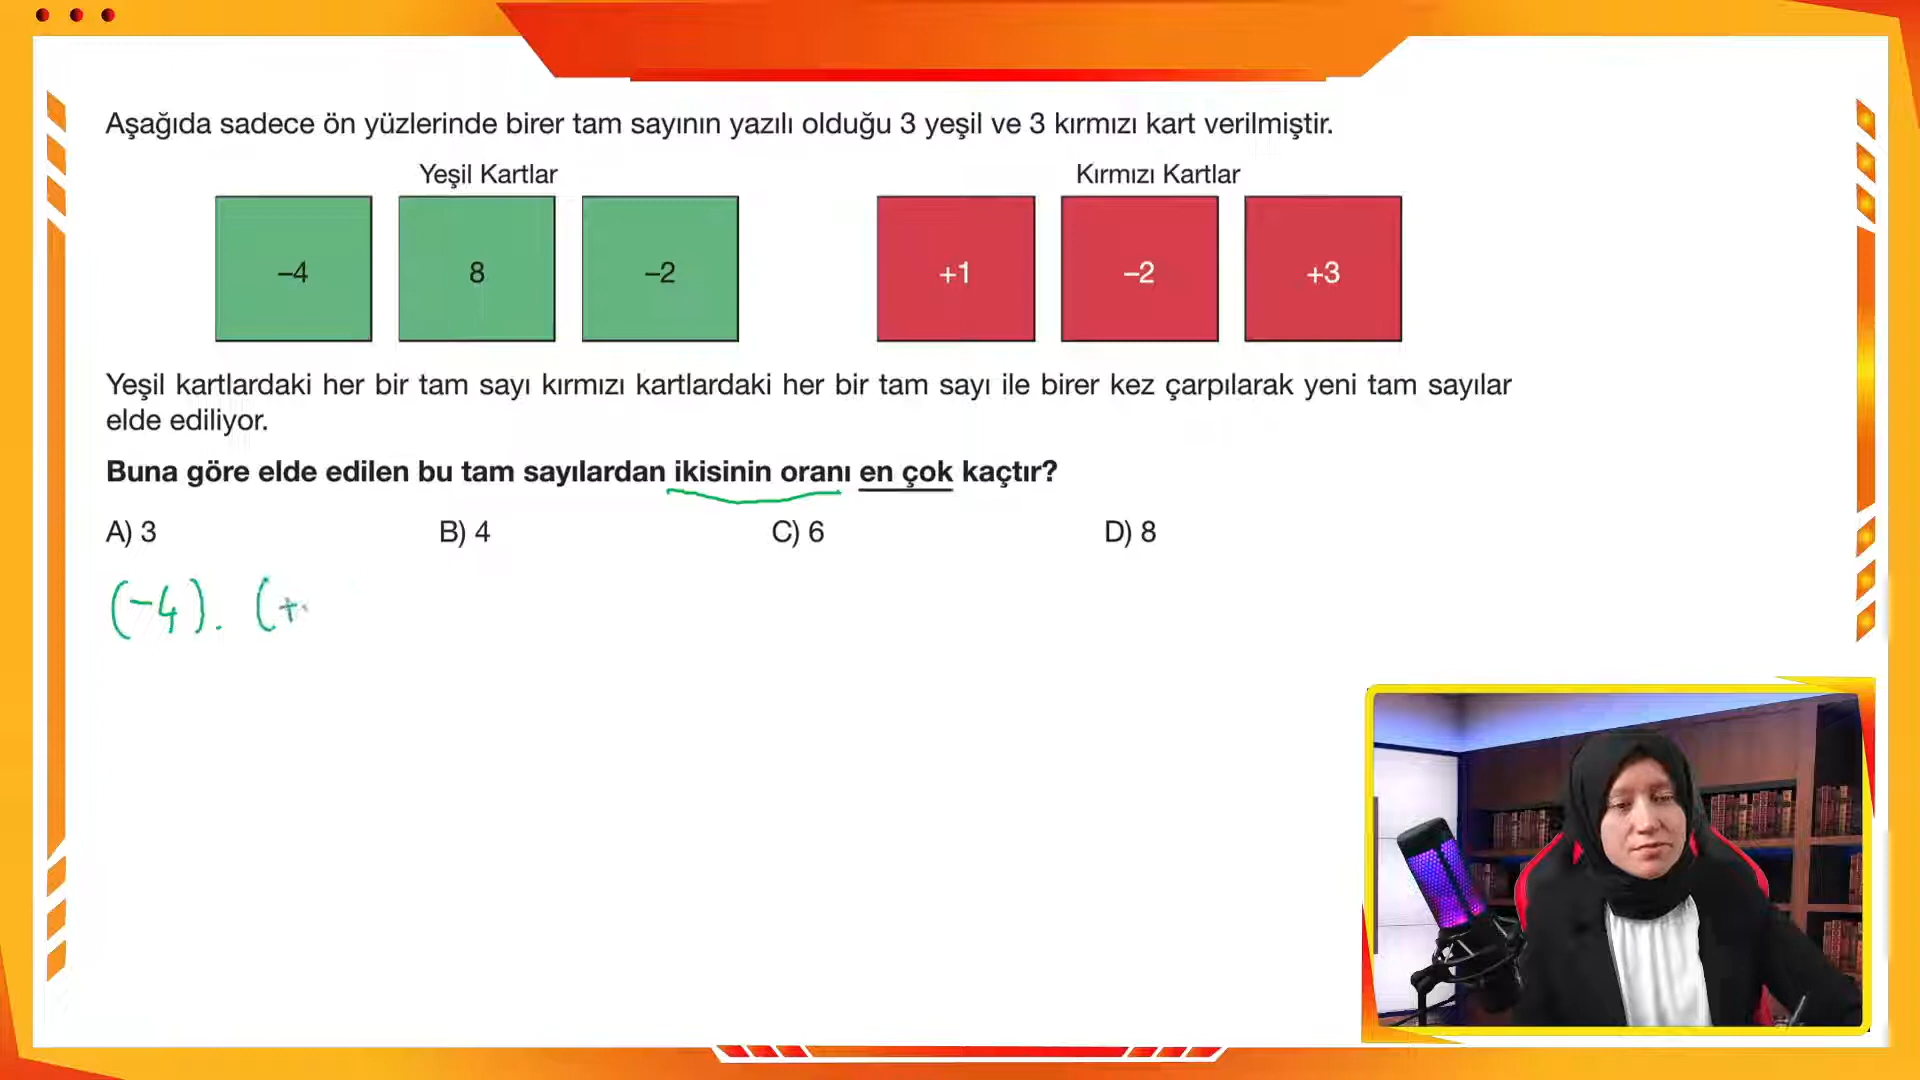 Aşağıda sadece ön yüzlerinde birer tam sayının yazılı olduğu 3 yeşil ve 3 kırmızı kart verilmiştir.
Yeşil Kartlar
Kırmızı Kartlar
–4
8
–2
+1
–2
+3
Yeşil kartlardaki her bir tam sayı kırmızı kartlardaki her bir tam sayı ile birer kez çarpılarak yeni tam sayılar
elde ediliyor.
Buna göre elde edilen bu tam sayılardan ikisinin oranı en çok kaçtır?
A) 3
B) 4
C) 6
D) 8
(-4). (+